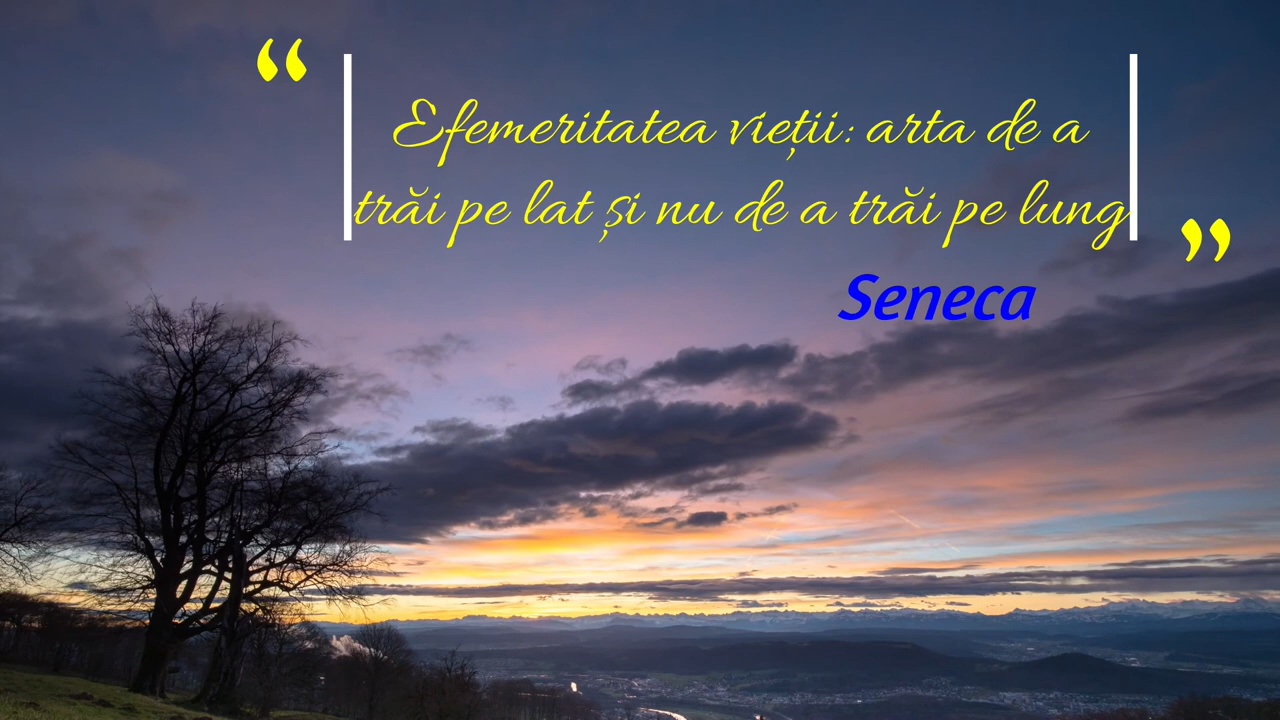 “
Efemeritatea vieții: arta de a
trăi pe lat și nu de a trăi pe lung
”
Seneca